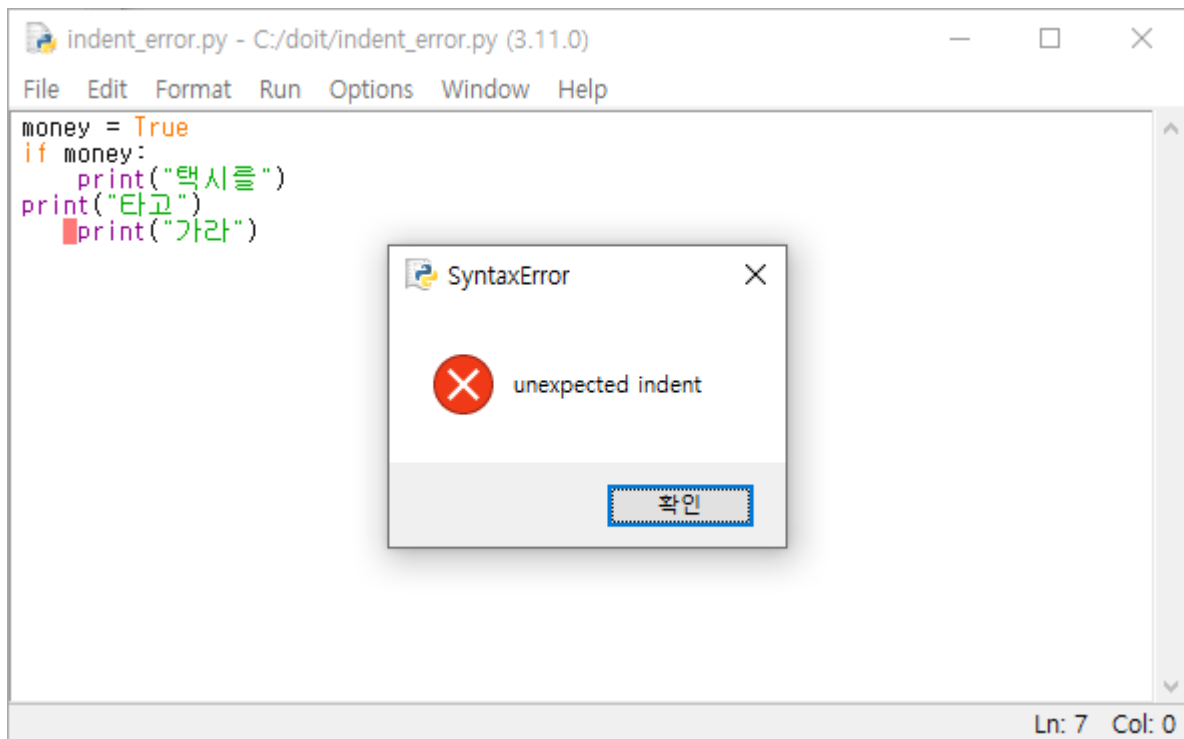 indent_error.py - C:/doit/indent_error.py (3.11.0)
File Edit Format Run Options Window Help
money = True
if money:
    print("택시를")
print("타고")
    print("가라")
SyntaxError
unexpected indent
확인
Ln: 7 Col: 0